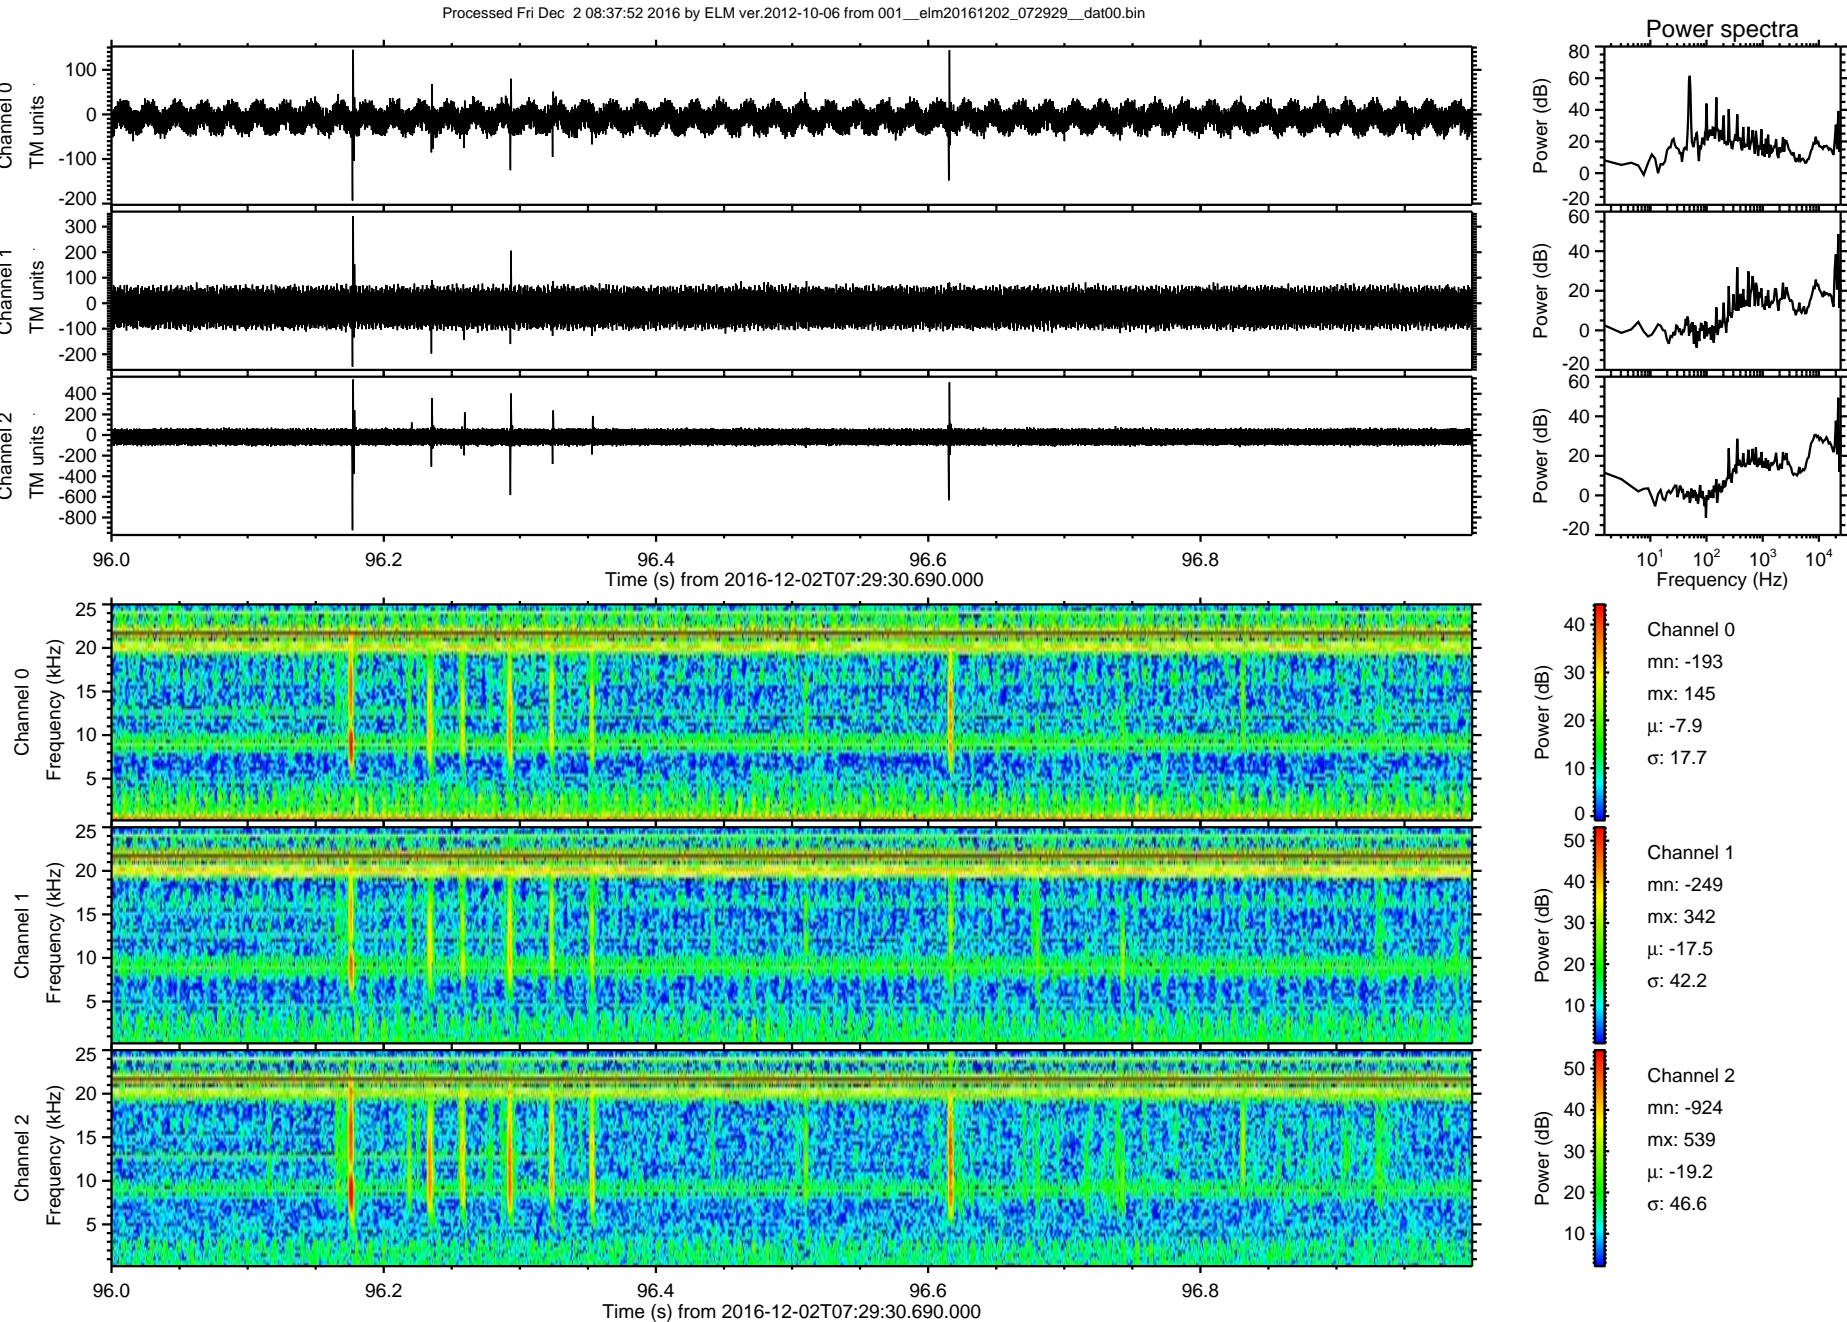 Processed Fri Dec  2 08:37:52 2016 by ELM ver.2012-10-06 from 001__elm20161202_072929__dat00.bin
Power spectra
Channel 0
TM units
100
0
-100
-200
Power (dB)
80
60
40
20
0
-20
Channel 1
TM units
300
200
100
0
-100
-200
Power (dB)
60
40
20
0
-20
Channel 2
TM units
400
200
0
-200
-400
-600
-800
Power (dB)
60
40
20
0
-20
96.0 96.2 96.4 96.6 96.8
Time (s) from 2016-12-02T07:29:30.690.000
10¹ 10² 10³ 10⁴
Frequency (Hz)
Channel 0
Frequency (kHz)
25
20
15
10
5
Power (dB)
40
30
20
10
0
Channel 0
mn: -193
mx: 145
μ: -7.9
σ: 17.7
Channel 1
Frequency (kHz)
25
20
15
10
5
Power (dB)
50
40
30
20
10
Channel 1
mn: -249
mx: 342
μ: -17.5
σ: 42.2
Channel 2
Frequency (kHz)
25
20
15
10
5
Power (dB)
50
40
30
20
10
Channel 2
mn: -924
mx: 539
μ: -19.2
σ: 46.6
96.0 96.2 96.4 96.6 96.8
Time (s) from 2016-12-02T07:29:30.690.000